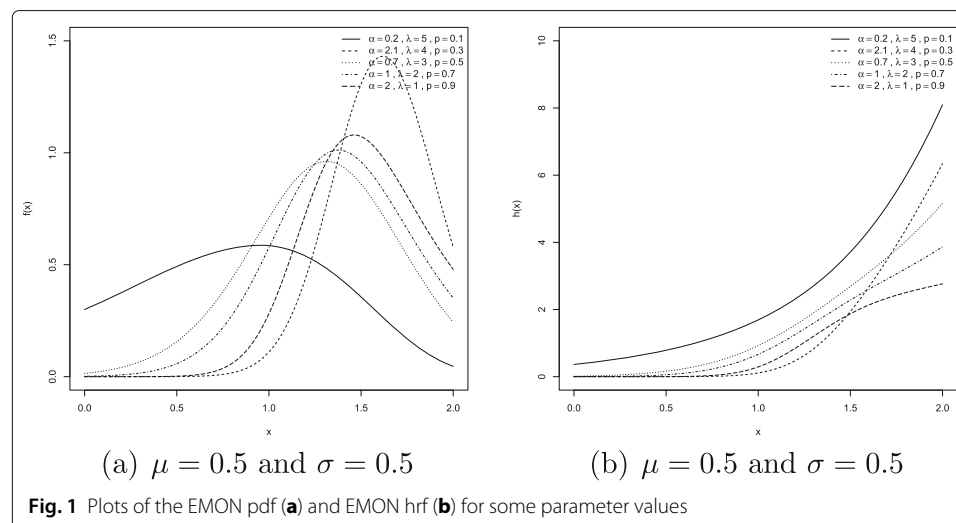 1.5
1.0
0.5
0.0
f(x)
0.0 0.5 1.0 1.5 2.0
x
α = 0.2 , λ = 5 , p = 0.1
α = 2.1 , λ = 4 , p = 0.3
α = 0.7 , λ = 3 , p = 0.5
α = 1 , λ = 2 , p = 0.7
α = 2 , λ = 1 , p = 0.9
(a) μ = 0.5 and σ = 0.5
10
8
6
4
2
0
h(x)
0.0 0.5 1.0 1.5 2.0
x
α = 0.2 , λ = 5 , p = 0.1
α = 2.1 , λ = 4 , p = 0.3
α = 0.7 , λ = 3 , p = 0.5
α = 1 , λ = 2 , p = 0.7
α = 2 , λ = 1 , p = 0.9
(b) μ = 0.5 and σ = 0.5
Fig. 1 Plots of the EMON pdf (a) and EMON hrf (b) for some parameter values